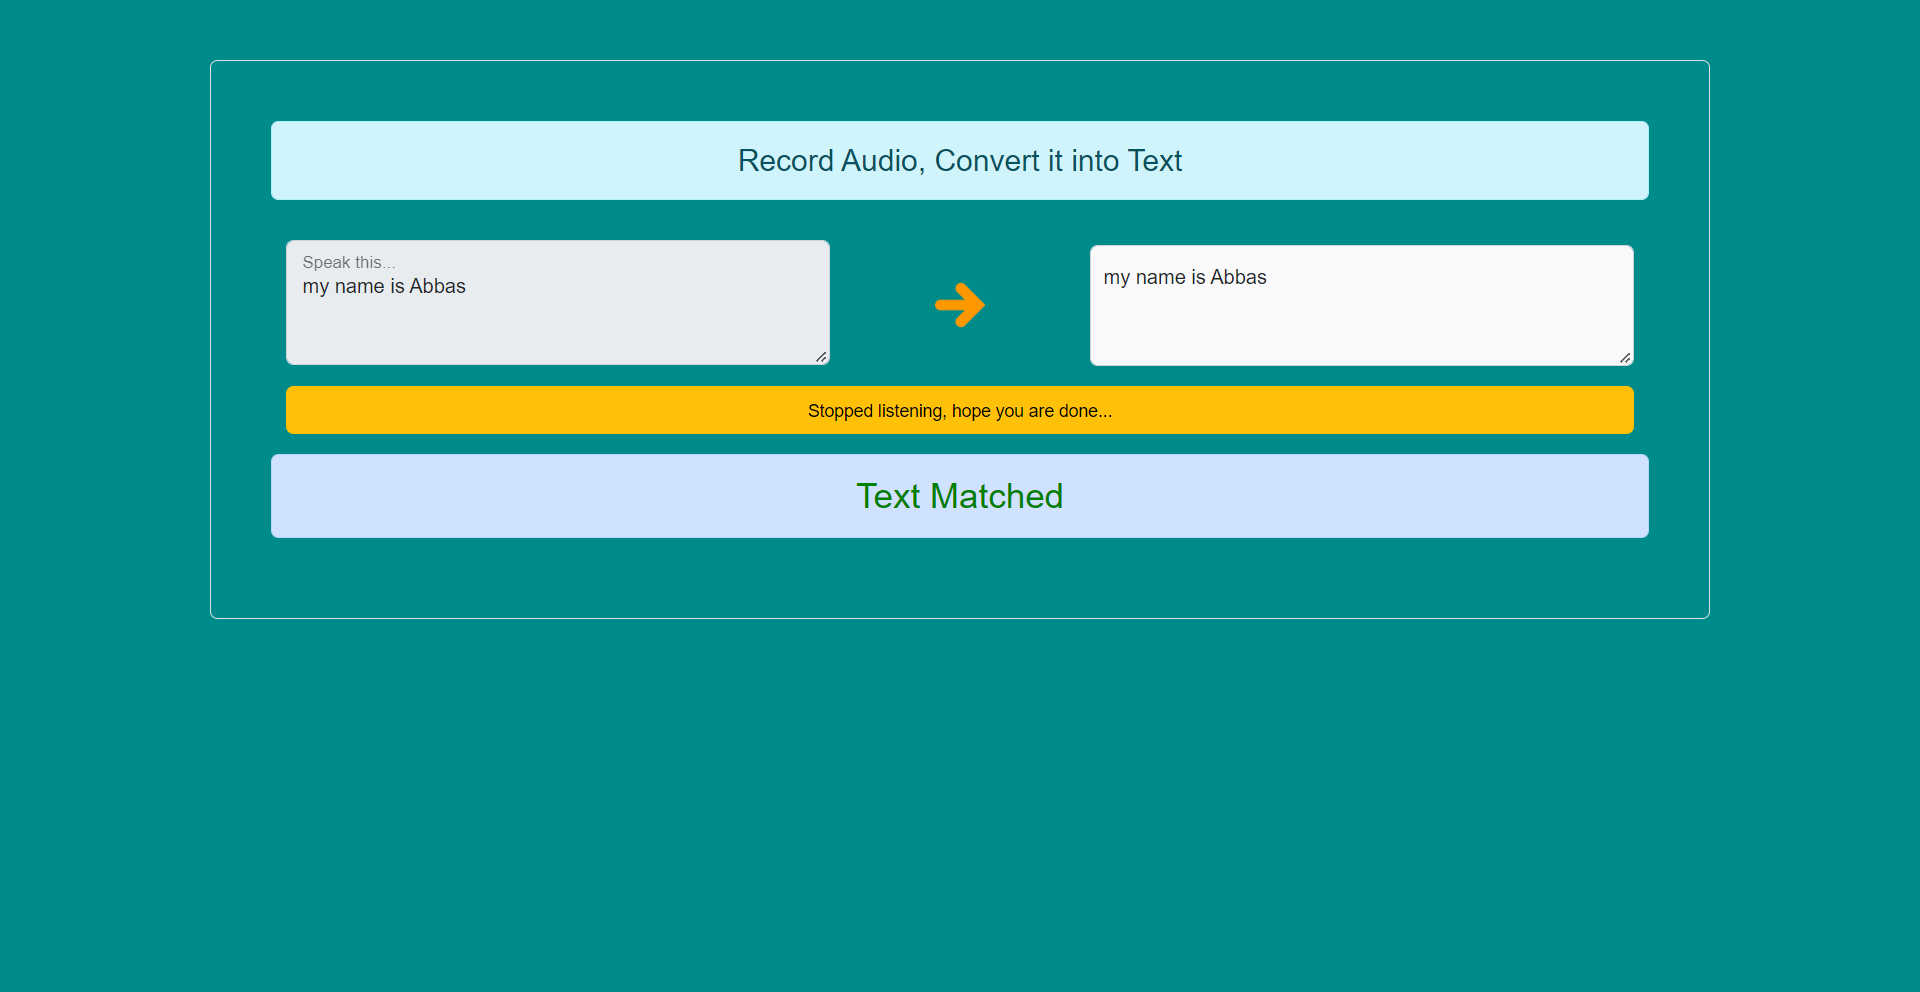 Record Audio, Convert it into Text
Speak this...
my name is Abbas
my name is Abbas
Stopped listening, hope you are done...
Text Matched